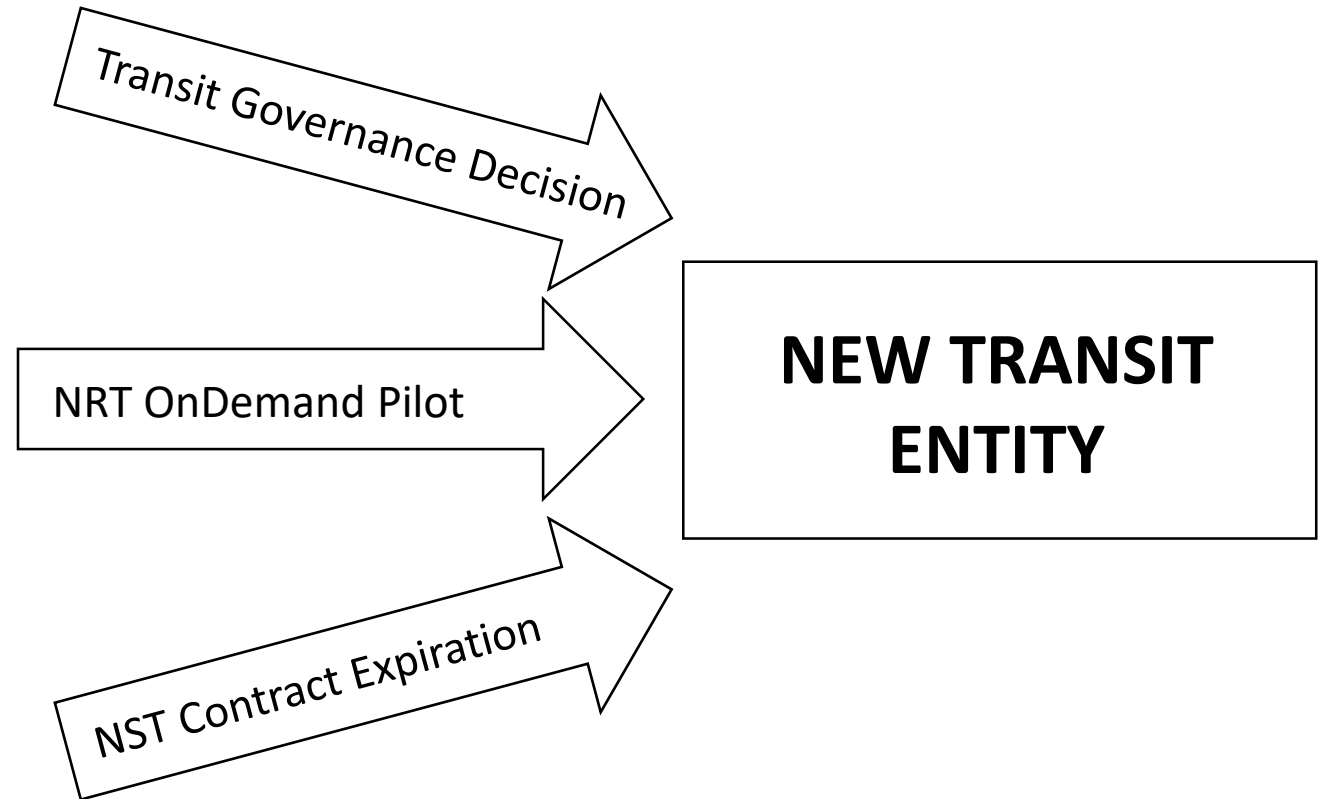 Transit Governance Decision
NRT OnDemand Pilot
NST Contract Expiration
NEW TRANSIT
ENTITY